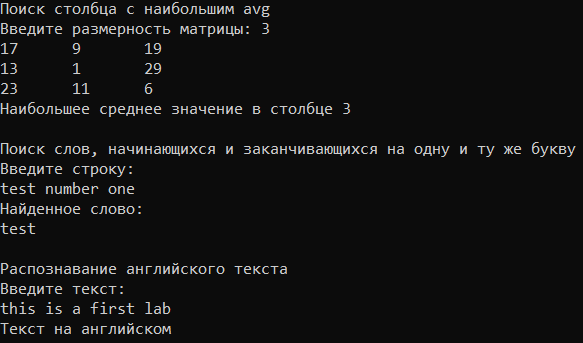 Поиск столбца с наибольшим avg
Введите размерность матрицы: 3
17 9 19
13 1 29
23 11 6
Наибольшее среднее значение в столбце 3
Поиск слов, начинающихся и заканчивающихся на одну и ту же букву
Введите строку:
test number one
Найденное слово:
test
Распознавание английского текста
Введите текст:
this is a first lab
Текст на английском